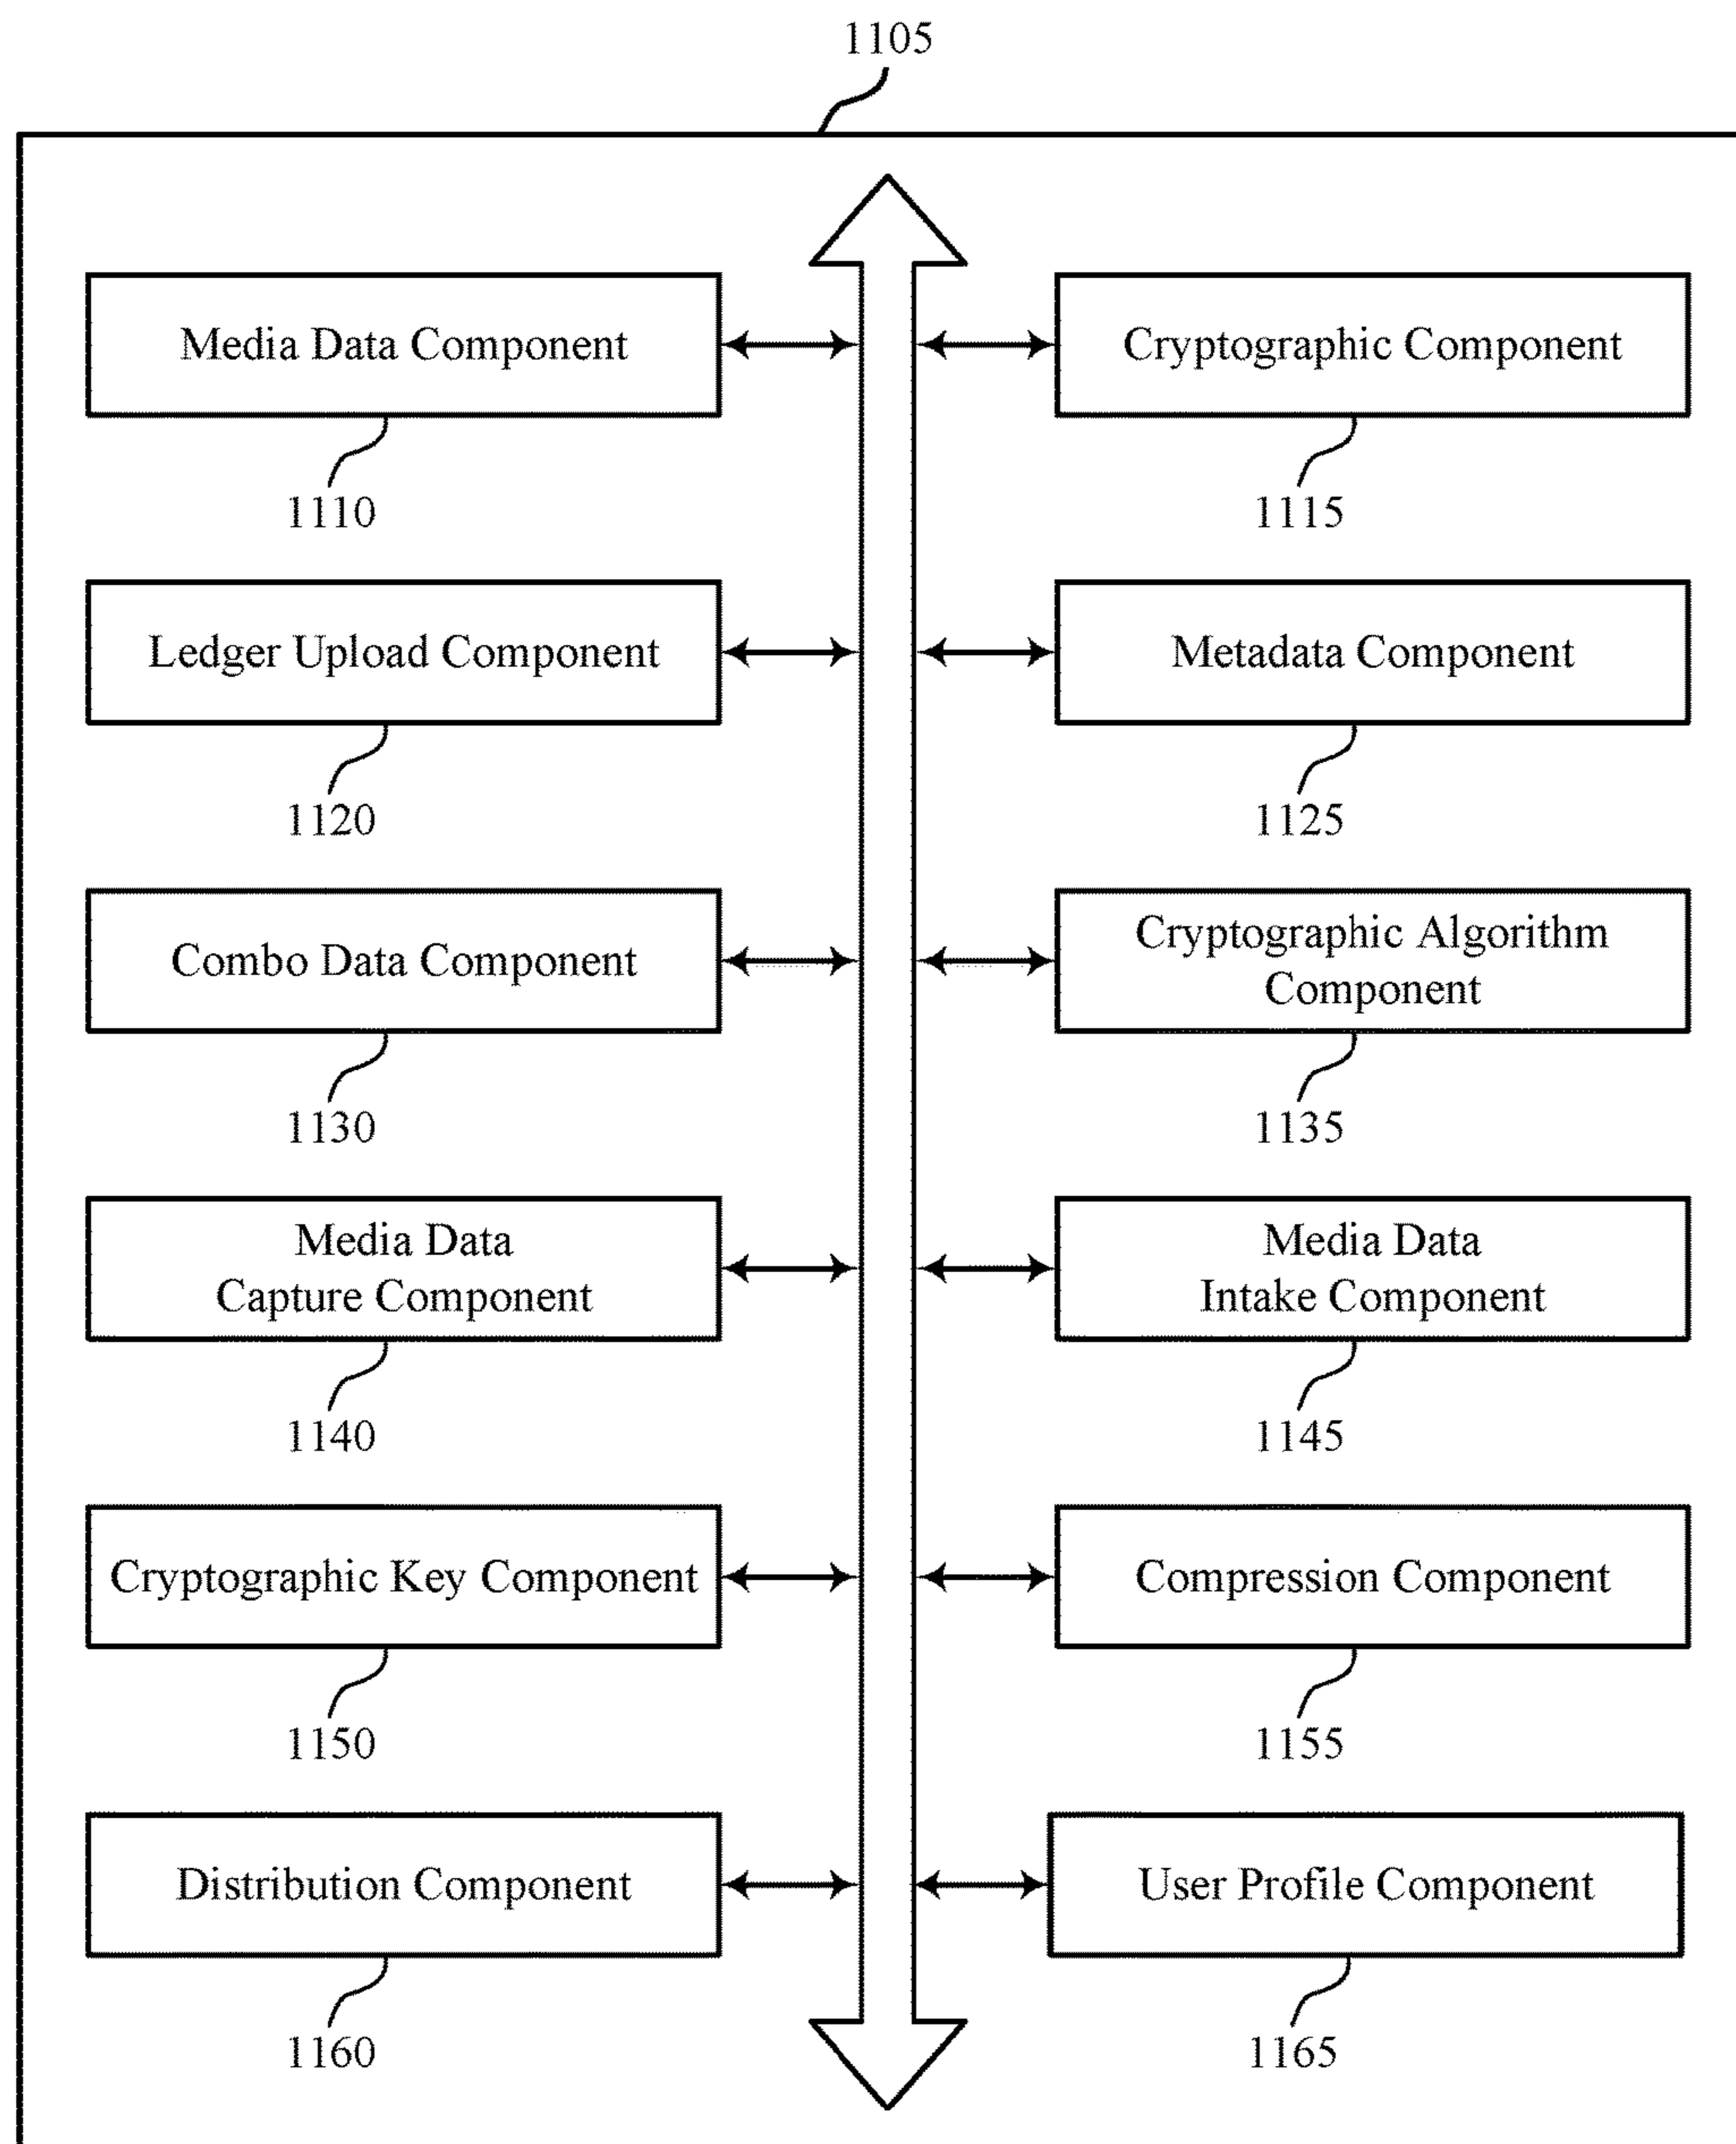 1105
Media Data Component
Cryptographic Component
1110
1115
Ledger Upload Component
Metadata Component
1120
1125
Combo Data Component
Cryptographic Algorithm
Component
1130
1135
Media Data
Capture Component
Media Data
Intake Component
1140
1145
Cryptographic Key Component
Compression Component
1150
1155
Distribution Component
User Profile Component
1160
1165